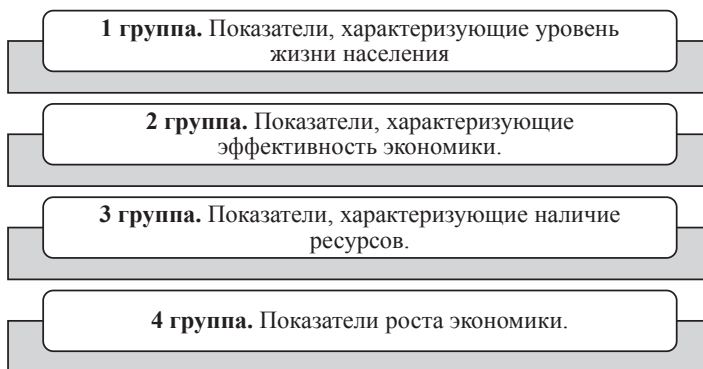 1 группа. Показатели, характеризующие уровень
жизни населения
2 группа. Показатели, характеризующие
эффективность экономики.
3 группа. Показатели, характеризующие наличие
ресурсов.
4 группа. Показатели роста экономики.